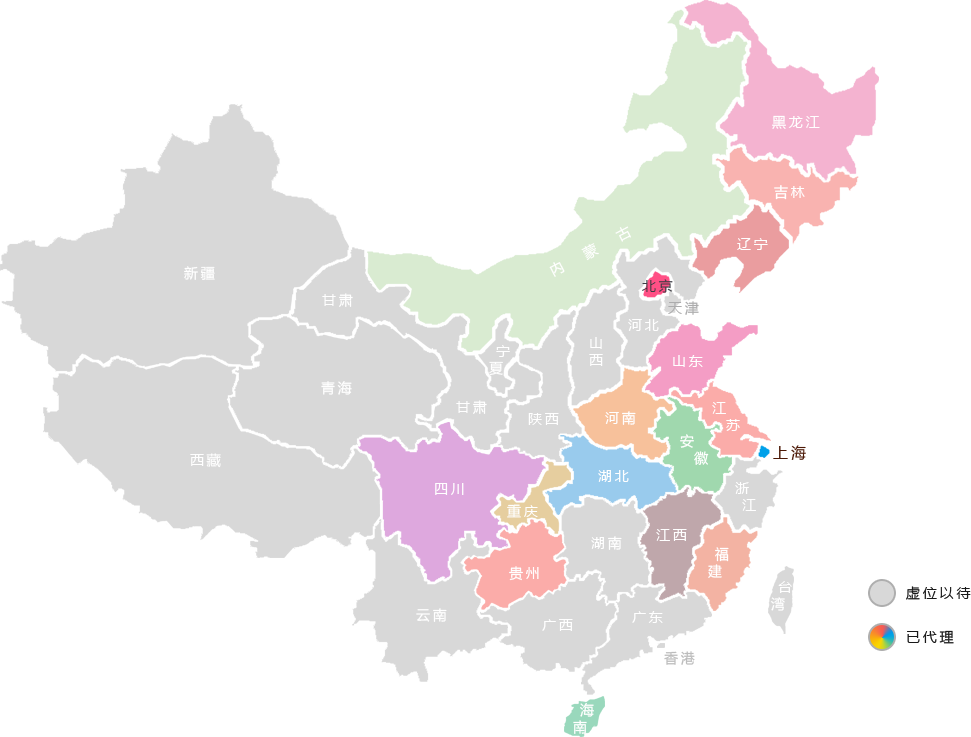 黑龙江
吉林
辽宁
内蒙古
新疆
北京
甘肃
天津
河北
山西
宁夏
山东
青海
甘肃
江苏
陕西
河南
安徽
上海
西藏
四川
湖北
浙江
重庆
江西
湖南
福建
贵州
台湾
虚位以待
云南
广东
广西
已代理
香港
海南